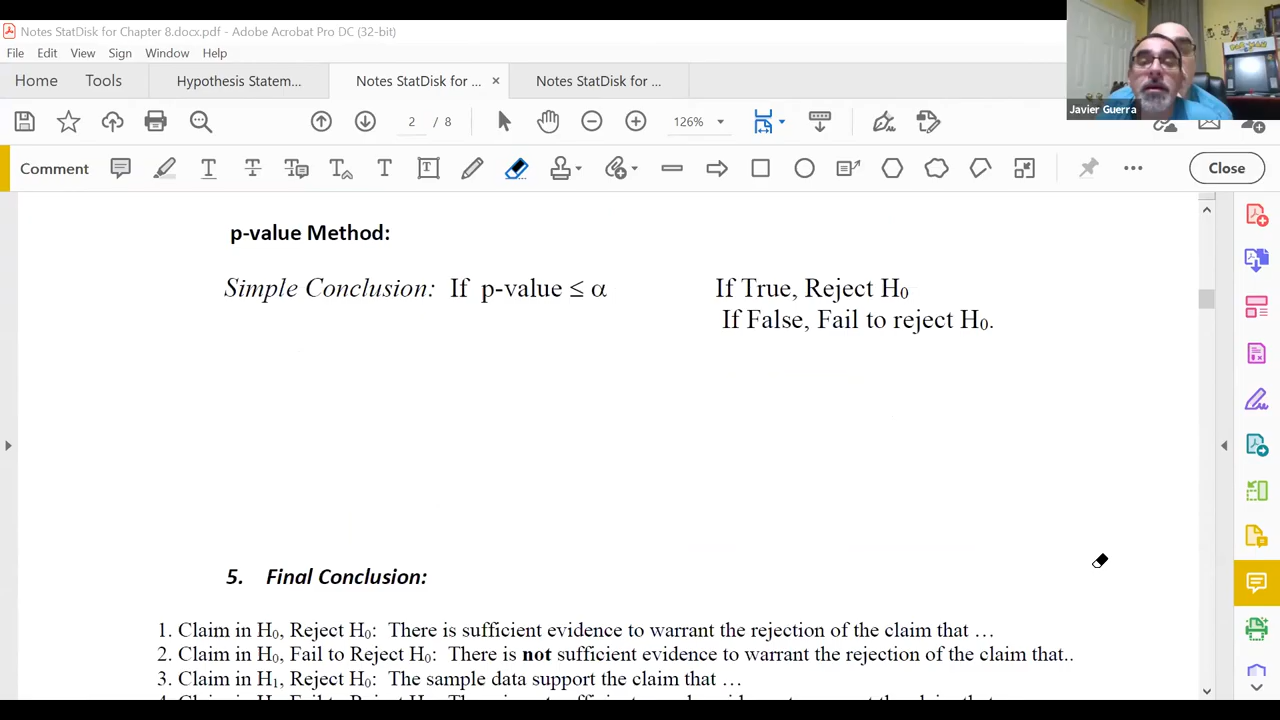 Notes StatDisk for Chapter 8.docx.pdf - Adobe Acrobat Pro DC (32-bit)
File Edit View Sign Window Help
Home Tools Hypothesis Statem... Notes StatDisk for ... × Notes StatDisk for ...
2 / 8 126%
Javier Guerra
Comment Close
p-value Method:
Simple Conclusion: If p-value ≤ α If True, Reject H₀
If False, Fail to reject H₀.
5. Final Conclusion:
1. Claim in H₀, Reject H₀: There is sufficient evidence to warrant the rejection of the claim that …
2. Claim in H₀, Fail to Reject H₀: There is not sufficient evidence to warrant the rejection of the claim that..
3. Claim in H₁, Reject H₀: The sample data support the claim that …